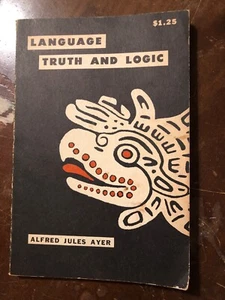 $1.25
LANGUAGE
TRUTH AND LOGIC
ALFRED JULES AYER